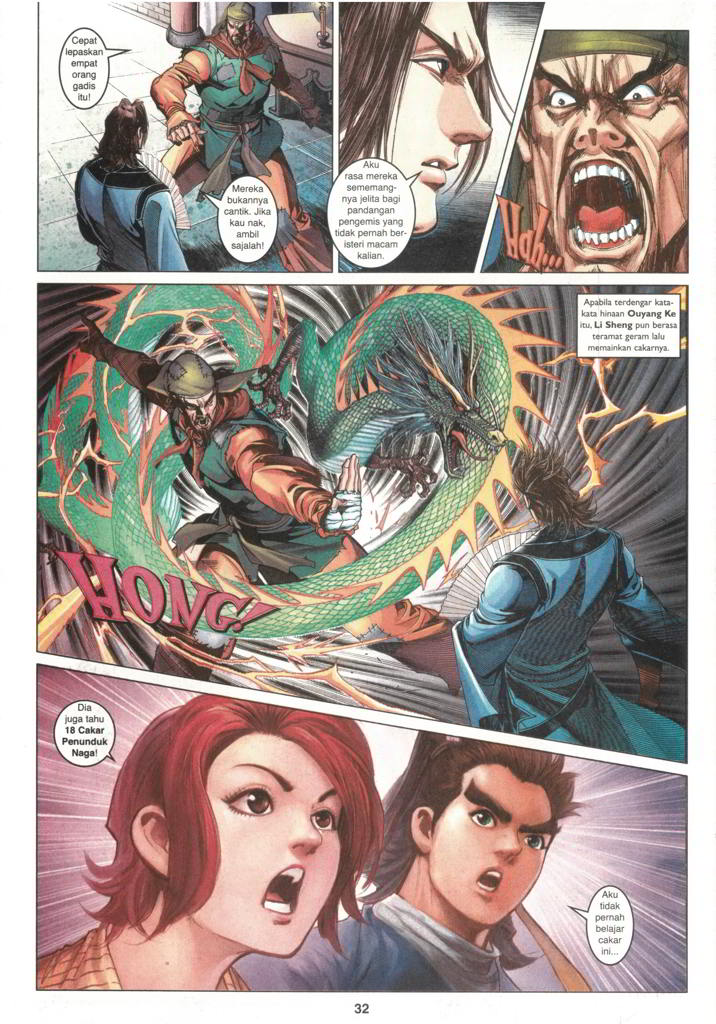 Cepat
lepaskan
empat
orang
gadis
itu!
Mereka
bukannya
cantik. Jika
kau nak,
ambil
sajalah!
Aku
rasa mereka
sememang-
nya jelita bagi
pandangan
pengemis yang
tidak pernah ber-
isteri macam
kalian.
Hah...
Apabila terdengar kata-
kata hinaan Ouyang Ke
itu, Li Sheng pun berasa
teramat geram lalu
memainkan cakarnya.
HONG!
Dia
juga tahu
18 Cakar
Penunduk
Naga!
Aku
tidak
pernah
belajar
cakar
ini...
32